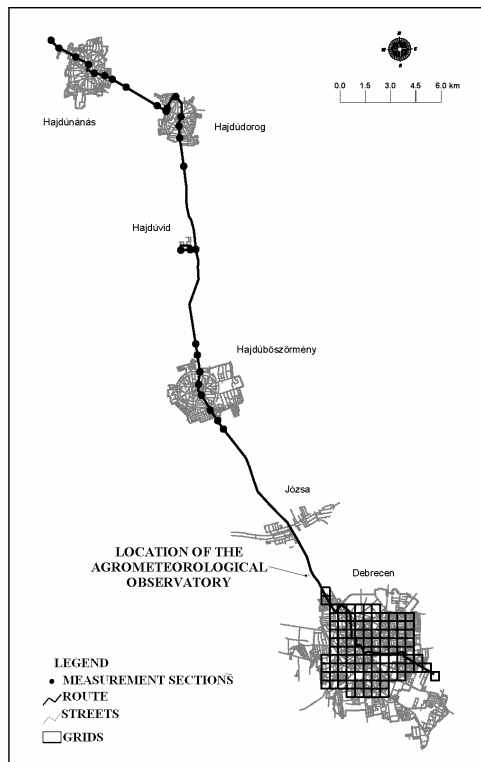 N
W E
S
0.0 1.5 3.0 4.5 6.0 km
Hajdúnánás
Hajdúdorog
Hajdúvid
Hajdúböszörmény
Józsa
LOCATION OF THE
AGROMETEOROLOGICAL
OBSERVATORY
Debrecen
LEGEND
MEASUREMENT SECTIONS
ROUTE
STREETS
GRIDS